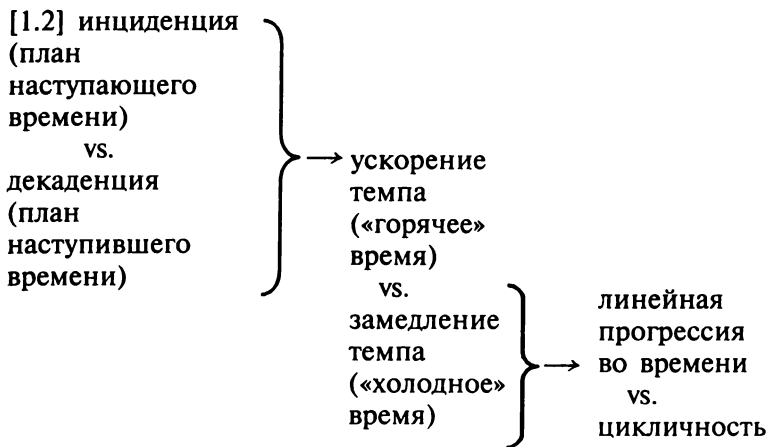 [1.2] инциденция
(план
наступающего
времени)
vs.
декаденция
(план
наступившего
времени)
ускорение
темпа
(«горячее»
время)
vs.
замедление
темпа
(«холодное»
время)
линейная
прогрессия
во времени
vs.
цикличность